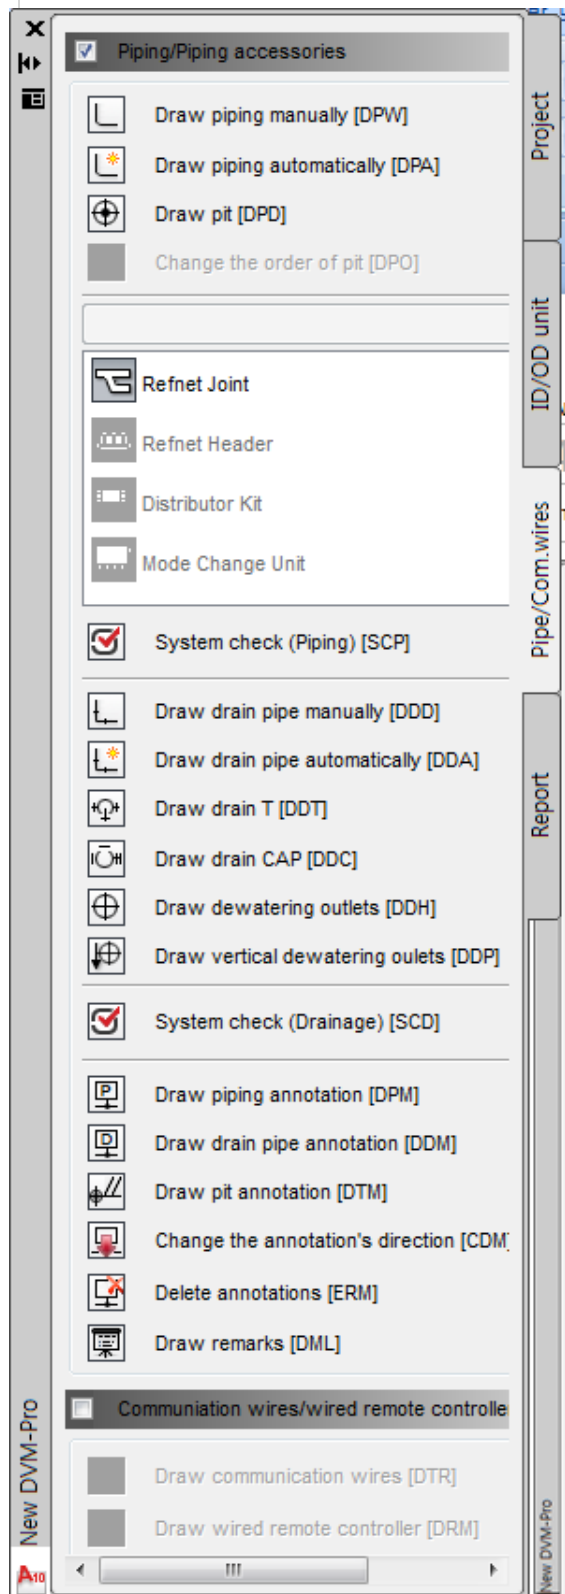 Piping/Piping accessories
Draw piping manually [DPW]
Draw piping automatically [DPA]
Draw pit [DPD]
Change the order of pit [DPO]
Refnet Joint
Refnet Header
Distributor Kit
Mode Change Unit
System check (Piping) [SCP]
Draw drain pipe manually [DDD]
Draw drain pipe automatically [DDA]
Draw drain T [DDT]
Draw drain CAP [DDC]
Draw dewatering outlets [DDH]
Draw vertical dewatering oulets [DDP]
System check (Drainage) [SCD]
P Draw piping annotation [DPM]
D Draw drain pipe annotation [DDM]
Draw pit annotation [DTM]
Change the annotation's direction [CDM]
Delete annotations [ERM]
Draw remarks [DML]
Communiation wires/wired remote controlle
Draw communication wires [DTR]
Draw wired remote controller [DRM]
Project
ID/OD unit
Pipe/Com.wires
Report
New DVM-Pro
A10
New DVM-Pro